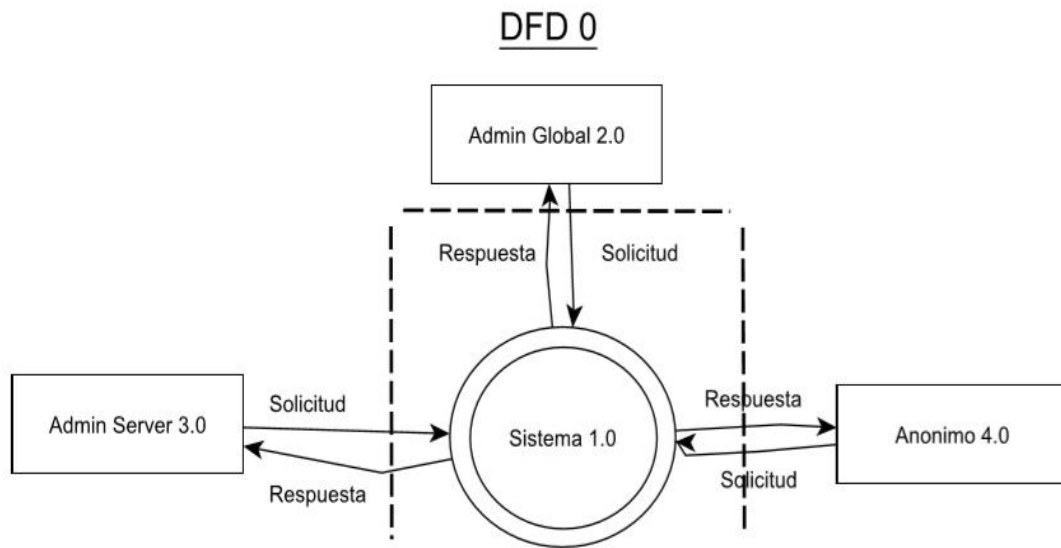 DFD 0
Admin Global 2.0
Respuesta
Solicitud
Solicitud
Respuesta
Admin Server 3.0
Sistema 1.0
Anonimo 4.0
Respuesta
Solicitud